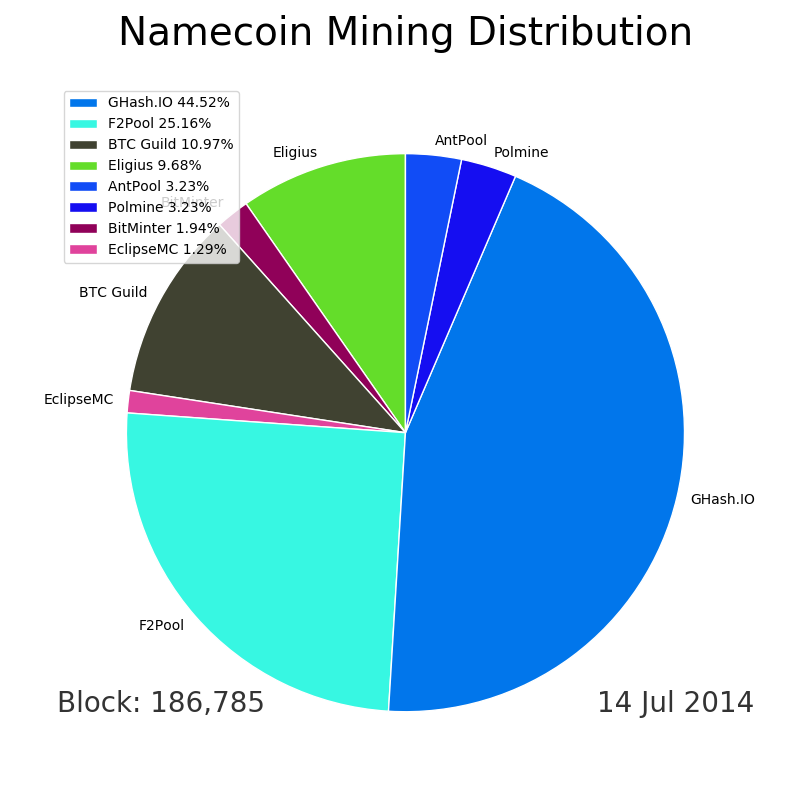 Namecoin Mining Distribution
GHash.IO 44.52%
F2Pool 25.16%
BTC Guild 10.97%
Eligius 9.68%
AntPool 3.23%
Polmine 3.23%
BitMinter 1.94%
EclipseMC 1.29%
AntPool
Polmine
Eligius
BitMinter
BTC Guild
EclipseMC
GHash.IO
F2Pool
Block: 186,785
14 Jul 2014